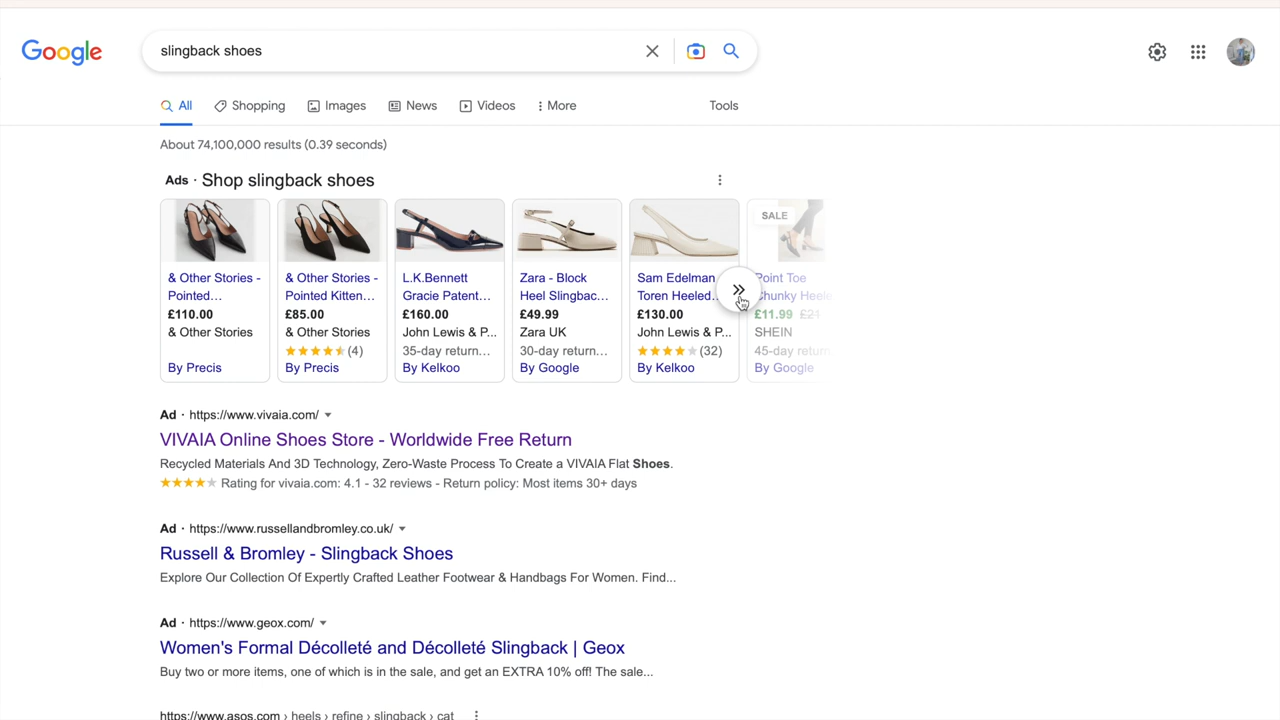 Google
slingback shoes
All Shopping Images News Videos More Tools
About 74,100,000 results (0.39 seconds)
Ads · Shop slingback shoes
& Other Stories - Pointed...
£110.00
& Other Stories
By Precis
& Other Stories - Pointed Kitten...
£85.00
& Other Stories
(4)
By Precis
L.K.Bennett
Gracie Patent...
£160.00
John Lewis & P...
35-day return...
By Kelkoo
Zara - Block
Heel Slingbac...
£49.99
Zara UK
30-day return...
By Google
Sam Edelman
Toren Heeled...
£130.00
John Lewis & P...
(32)
By Kelkoo
SALE
Point Toe
Chunky Heele
£11.99 £21
SHEIN
45-day return
By Google
Ad · https://www.vivaia.com/
VIVAIA Online Shoes Store - Worldwide Free Return
Recycled Materials And 3D Technology, Zero-Waste Process To Create a VIVAIA Flat Shoes.
Rating for vivaia.com: 4.1 - 32 reviews - Return policy: Most items 30+ days
Ad · https://www.russellandbromley.co.uk/
Russell & Bromley - Slingback Shoes
Explore Our Collection Of Expertly Crafted Leather Footwear & Handbags For Women. Find...
Ad · https://www.geox.com/
Women's Formal Décolleté and Décolleté Slingback | Geox
Buy two or more items, one of which is in the sale, and get an EXTRA 10% off! The sale...
https://www.asos.com › heels › refine › slingback › cat